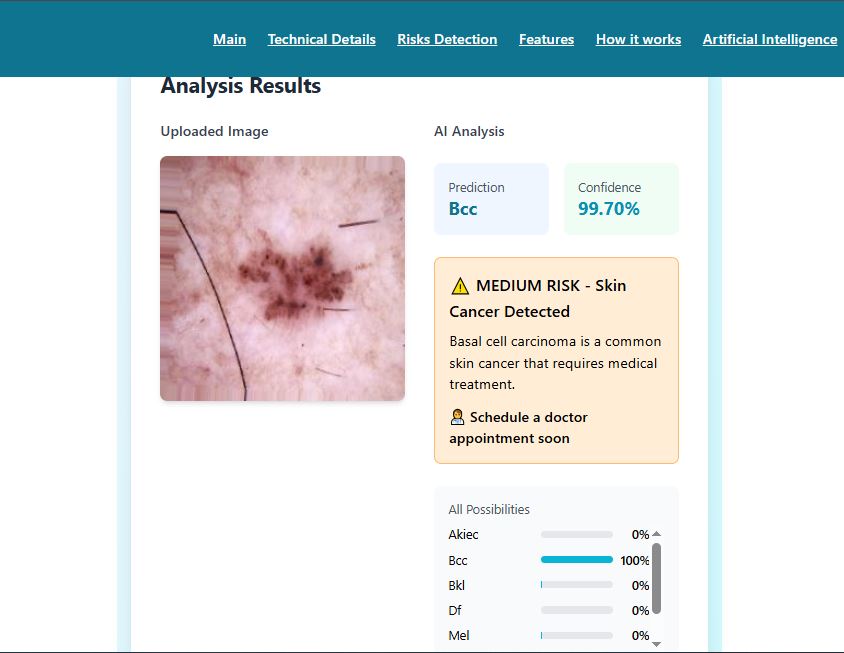 Main Technical Details Risks Detection Features How it works Artificial Intelligence
Analysis Results
Uploaded Image
AI Analysis
Prediction
Bcc
Confidence
99.70%
⚠️ MEDIUM RISK - Skin
Cancer Detected
Basal cell carcinoma is a common
skin cancer that requires medical
treatment.
Schedule a doctor
appointment soon
All Possibilities
Akiec 0%
Bcc 100%
Bkl 0%
Df 0%
Mel 0%